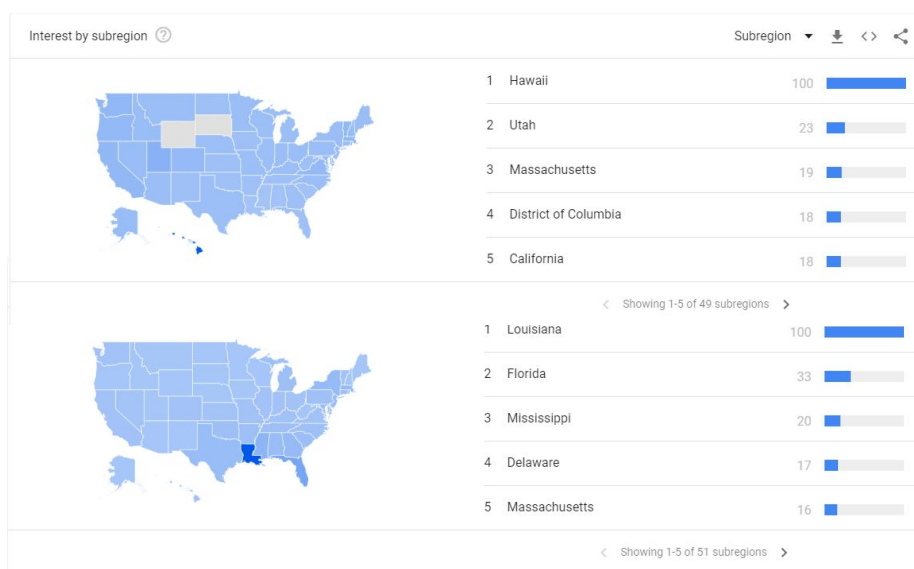 Interest by subregion ?
Subregion
1 Hawaii 100
2 Utah 23
3 Massachusetts 19
4 District of Columbia 18
5 California 18
Showing 1-5 of 49 subregions
1 Louisiana 100
2 Florida 33
3 Mississippi 20
4 Delaware 17
5 Massachusetts 16
Showing 1-5 of 51 subregions